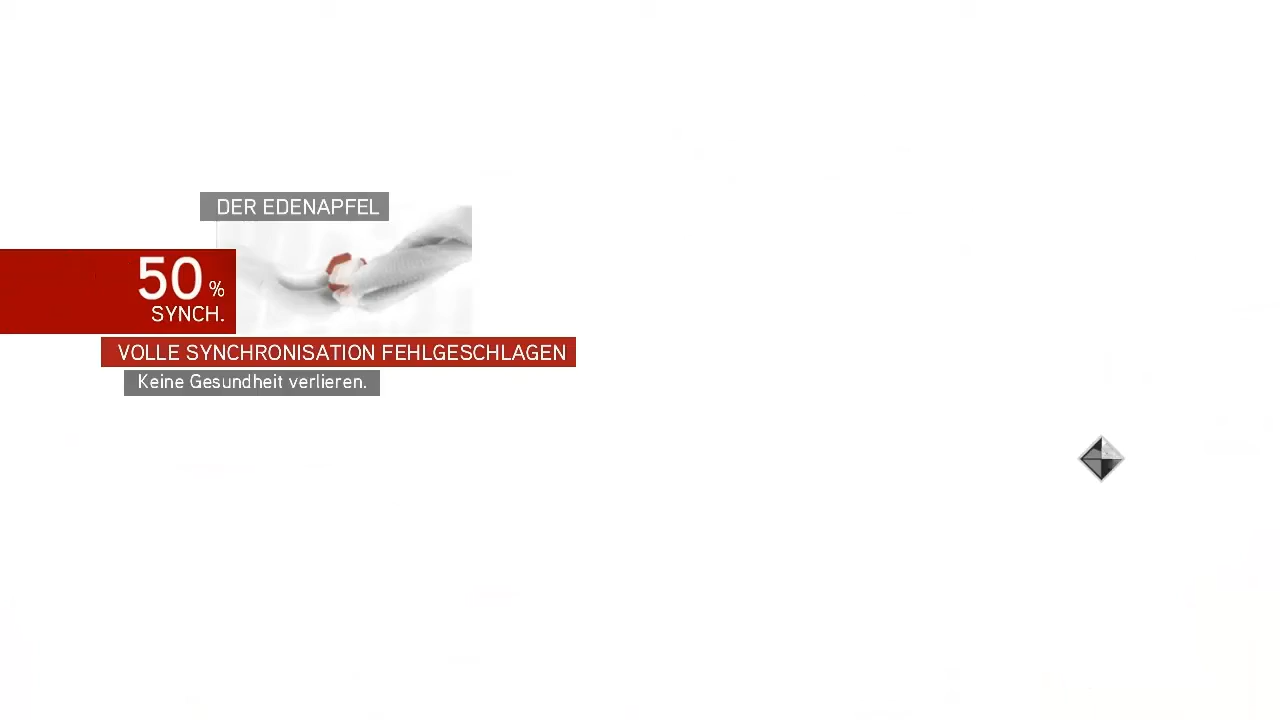 DER EDENAPFEL
50 %
SYNCH.
VOLLE SYNCHRONISATION FEHLGESCHLAGEN
Keine Gesundheit verlieren.